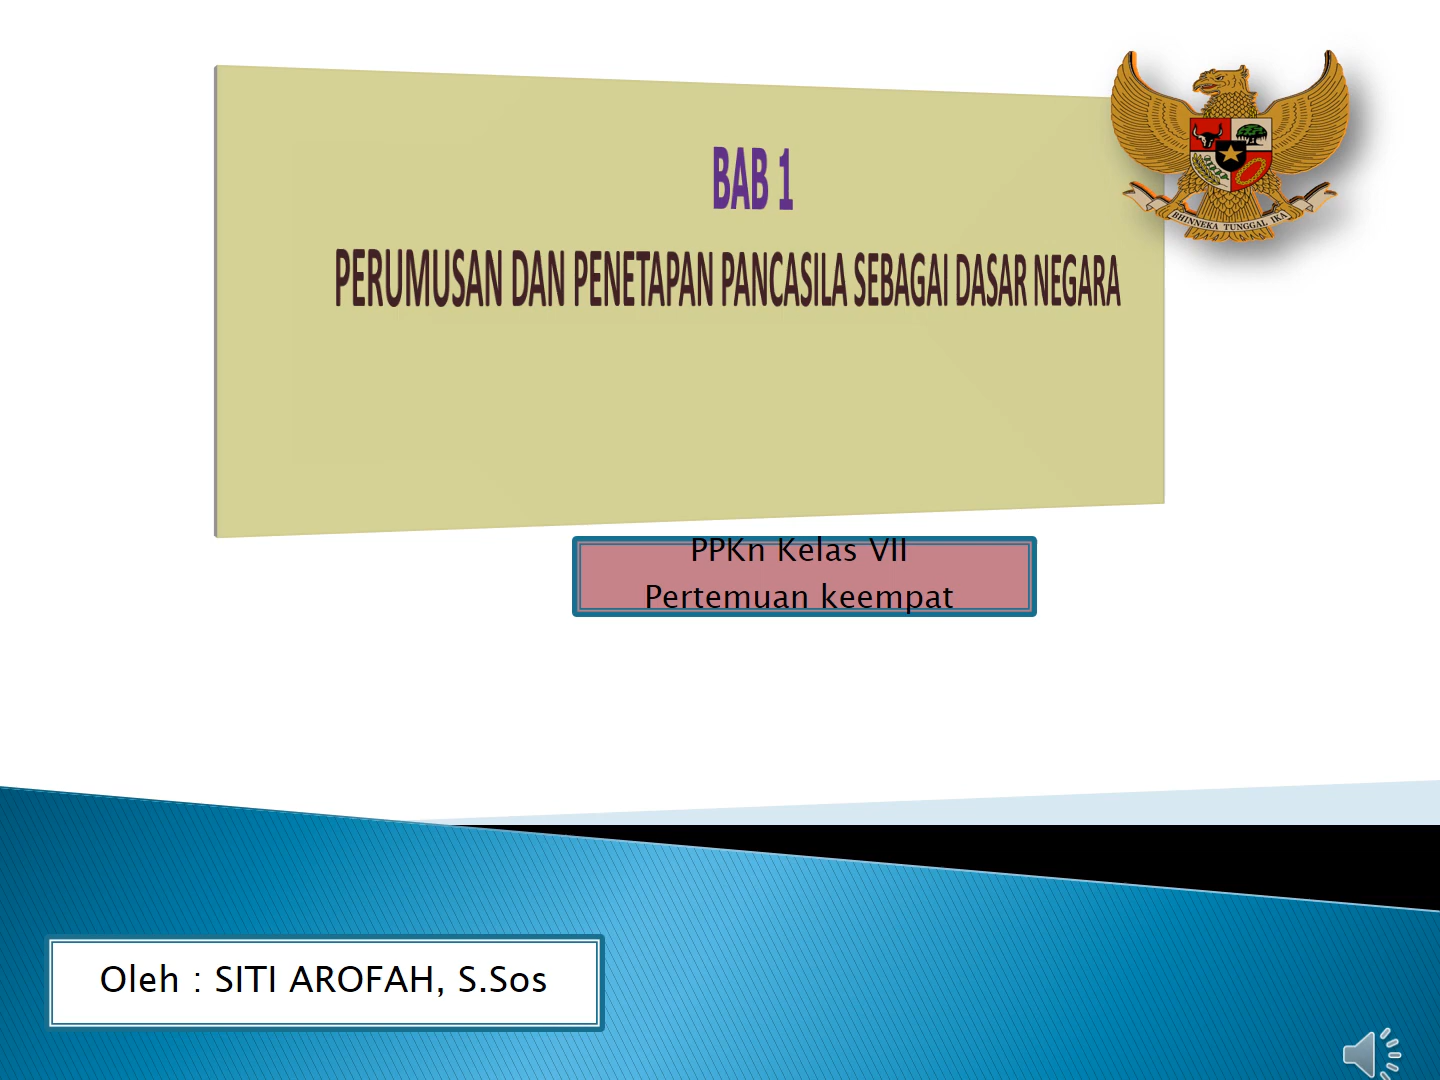 BAB 1
PERUMUSAN DAN PENETAPAN PANCASILA SEBAGAI DASAR NEGARA
BHINNEKA TUNGGAL IKA
PPKn Kelas VII
Pertemuan keempat
Oleh : SITI AROFAH, S.Sos